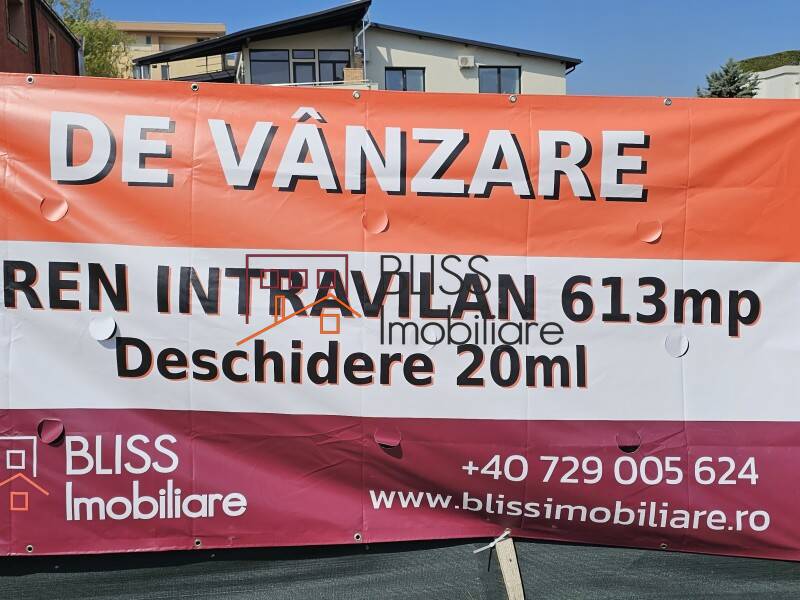 DE VÂNZARE
REN INTRAVILAN 613mp
BLISS
Imobiliare
Deschidere 20ml
BLISS
Imobiliare
+40 729 005 624
www.blissimobiliare.ro